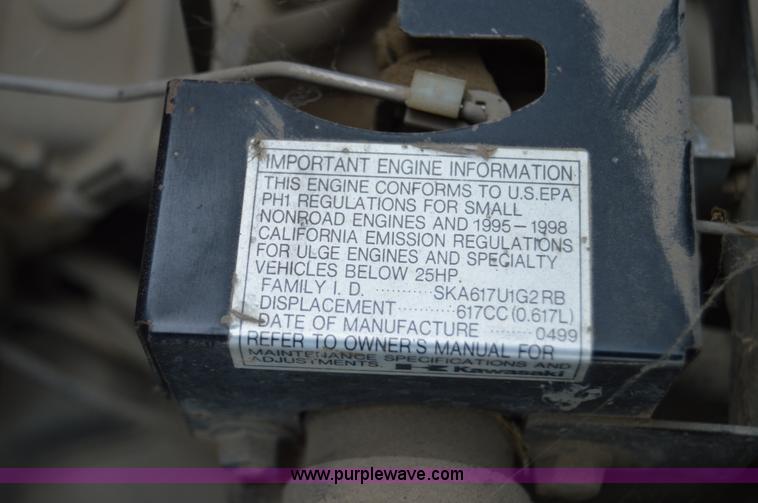 IMPORTANT ENGINE INFORMATION
THIS ENGINE CONFORMS TO U.S.EPA
PH1 REGULATIONS FOR SMALL
NONROAD ENGINES AND 1995-1998
CALIFORNIA EMISSION REGULATIONS
FOR ULGE ENGINES AND SPECIALTY
VEHICLES BELOW 25HP.
FAMILY I. D. ············ SKA617U1G2RB
DISPLACEMENT ············ 617CC (0.617L)
DATE OF MANUFACTURE ········· 0499
REFER TO OWNER'S MANUAL FOR
MAINTENANCE SPECIFICATIONS AND
ADJUSTMENTS. K Kawasaki
www.purplewave.com